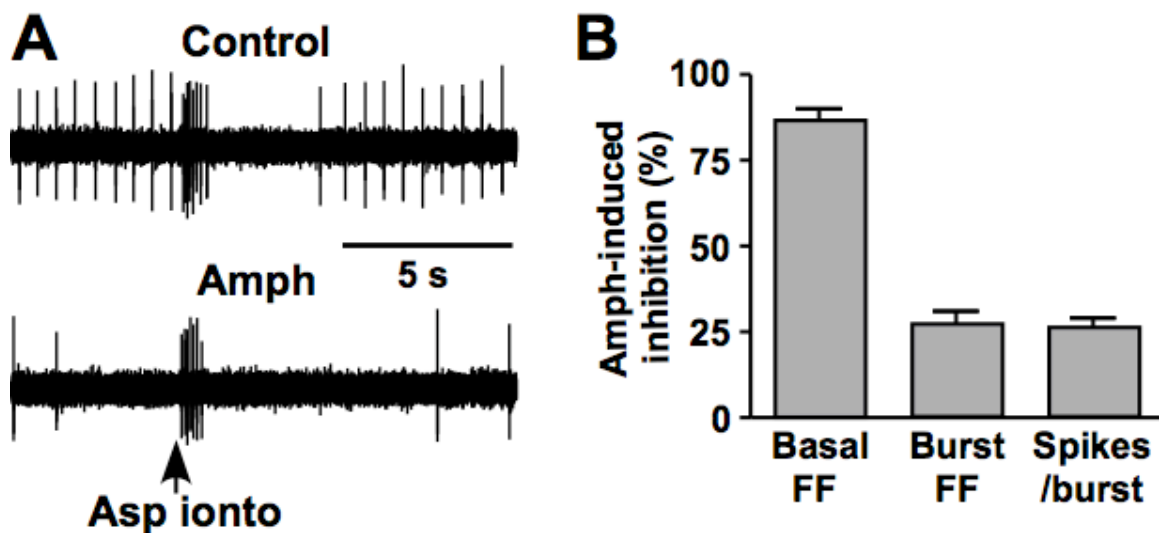 A
Control
5 s
Amph
Asp ionto
B
Amph-induced
inhibition (%)
100
75
50
25
0
Basal
FF
Burst
FF
Spikes
/burst